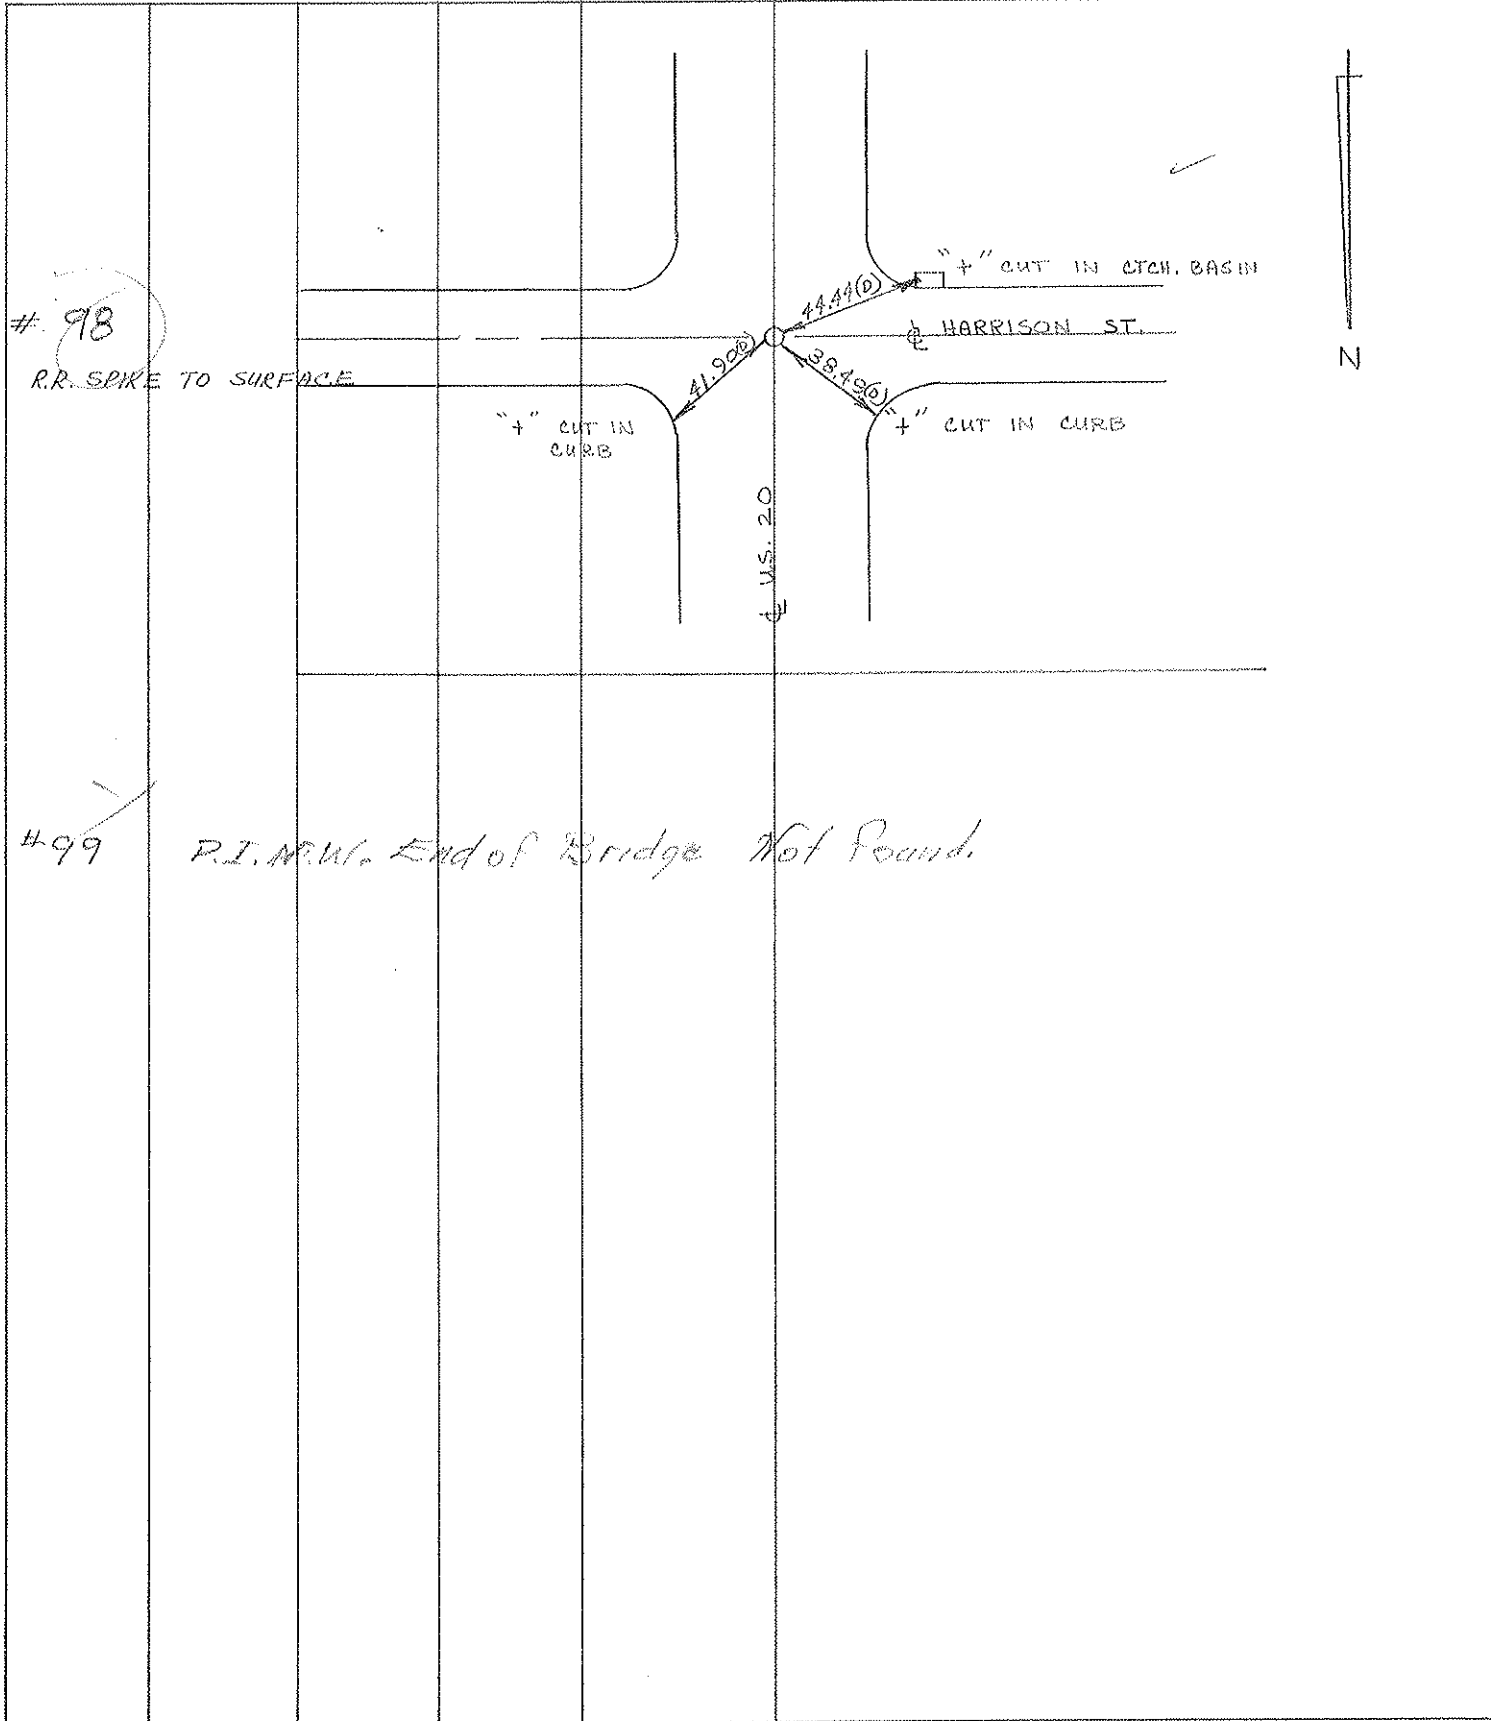 "+" CUT IN CTCH. BASIN
44.44(D)
# 98
℄ HARRISON ST.
N
R.R. SPIKE TO SURFACE
41.90(D)
38.49(D)
"+" CUT IN
CURB
"+" CUT IN CURB
℄ U.S. 20
#99 P.I. N.W. End of Bridge Not Found.